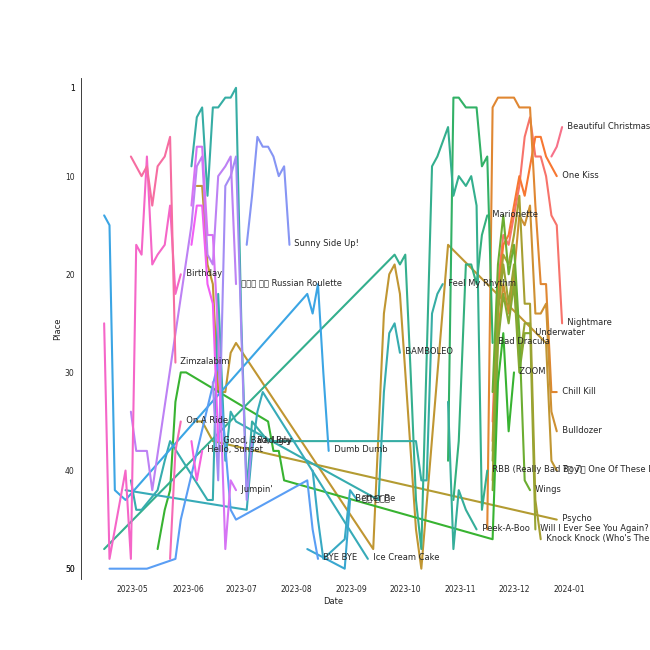 1
Beautiful Christmas
10
One Kiss
Marionette
Sunny Side Up!
20
Birthday
Russian Roulette
Feel My Rhythm
Nightmare
Place
Underwater
Bad Dracula
BAMBOLEO
30
Zimzalabim
ZOOM
Chill Kill
On A Ride
Bulldozer
Good, Bad, Ugly
Hello, Sunset
Dumb Dumb
40
RBB (Really Bad Boy)
One Of These
Jumpin'
Wings
Better Be
Psycho
Peek-A-Boo
Will I Ever See You Again?
Knock Knock (Who's The
BYE BYE
Ice Cream Cake
50
2023-05
2023-06
2023-07
2023-08
2023-09
2023-10
2023-11
2023-12
2024-01
Date